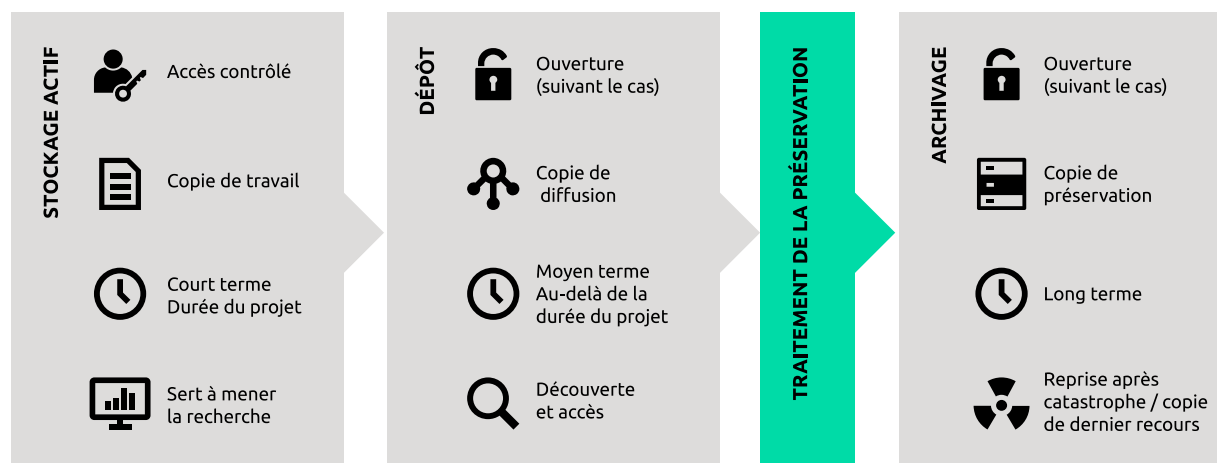 STOCKAGE ACTIF
Accès contrôlé
Copie de travail
Court terme
Durée du projet
Sert à mener
la recherche
DÉPÔT
Ouverture
(suivant le cas)
Copie de
diffusion
Moyen terme
Au-delà de la
durée du projet
Découverte
et accès
TRAITEMENT DE LA PRÉSERVATION
ARCHIVAGE
Ouverture
(suivant le cas)
Copie de
préservation
Long terme
Reprise après
catastrophe / copie
de dernier recours